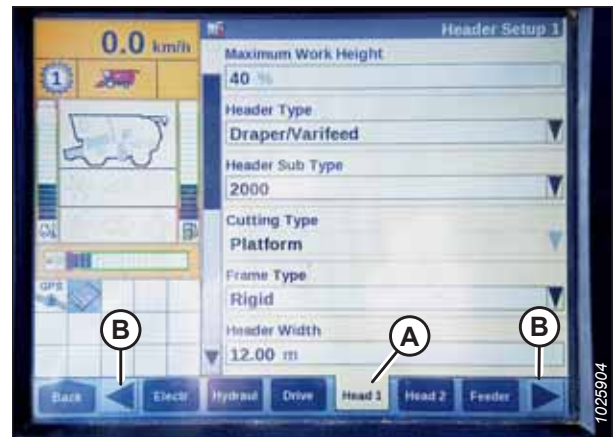 0.0 km/h
Header Setup 1
1
Maximum Work Height
40 %
Header Type
Draper/Varifeed
Header Sub Type
2000
Cutting Type
Platform
Frame Type
Rigid
GPS
Header Width
12.00 m
B
A
B
Back Electr Hydraul Drive Head 1 Head 2 Feeder
1025904